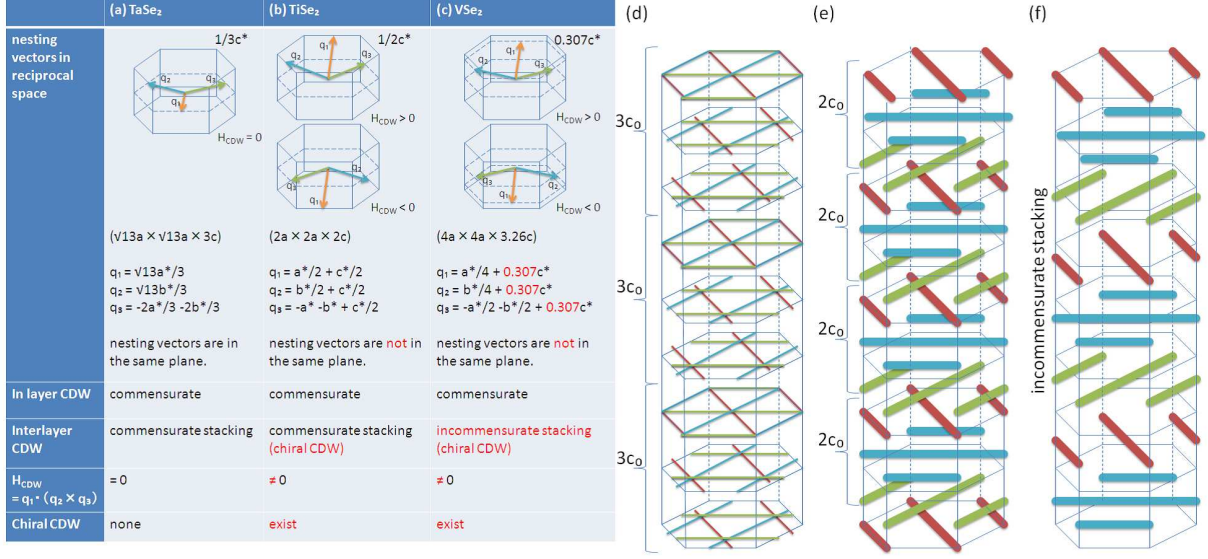 (a) TaSe₂ (b) TiSe₂ (c) VSe₂
nesting vectors in reciprocal space
1/3c*
q₂ q₃ q₁
H_CDW = 0
(√13a × √13a × 3c)
q₁ = √13a*/3
q₂ = √13b*/3
q₃ = -2a*/3 -2b*/3
nesting vectors are in
the same plane.
1/2c*
q₁ q₂ q₃
H_CDW > 0
q₃ q₂ q₁
H_CDW < 0
(2a × 2a × 2c)
q₁ = a*/2 + c*/2
q₂ = b*/2 + c*/2
q₃ = -a* -b* + c*/2
nesting vectors are not in
the same plane.
0.307c*
q₁ q₂ q₃
H_CDW > 0
q₃ q₂ q₁
H_CDW < 0
(4a × 4a × 3.26c)
q₁ = a*/4 + 0.307c*
q₂ = b*/4 + 0.307c*
q₃ = -a*/2 -b*/2 + 0.307c*
nesting vectors are not in
the same plane.
In layer CDW commensurate commensurate commensurate
Interlayer CDW
commensurate stacking
commensurate stacking
(chiral CDW)
incommensurate stacking
(chiral CDW)
H_CDW
= q₁・(q₂ × q₃)
= 0 ≠ 0 ≠ 0
Chiral CDW none exist exist
(d)
3c₀
3c₀
3c₀
(e)
2c₀
2c₀
2c₀
2c₀
(f)
incommensurate stacking